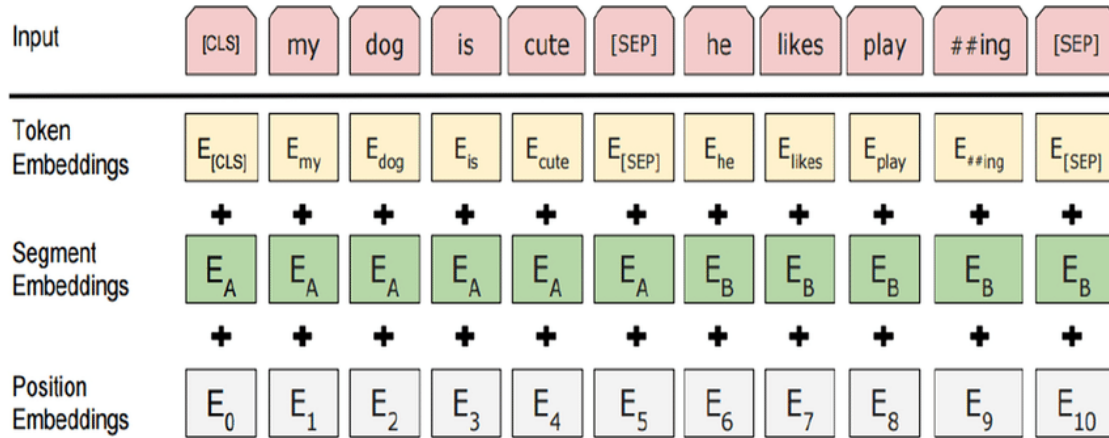 Input [CLS] my dog is cute [SEP] he likes play ##ing [SEP]
Token Embeddings E[CLS] Emy Edog Eis Ecute E[SEP] Ehe Elikes Eplay E##ing E[SEP]
+ + + + + + + + + + +
Segment Embeddings EA EA EA EA EA EA EB EB EB EB EB
+ + + + + + + + + + +
Position Embeddings E0 E1 E2 E3 E4 E5 E6 E7 E8 E9 E10